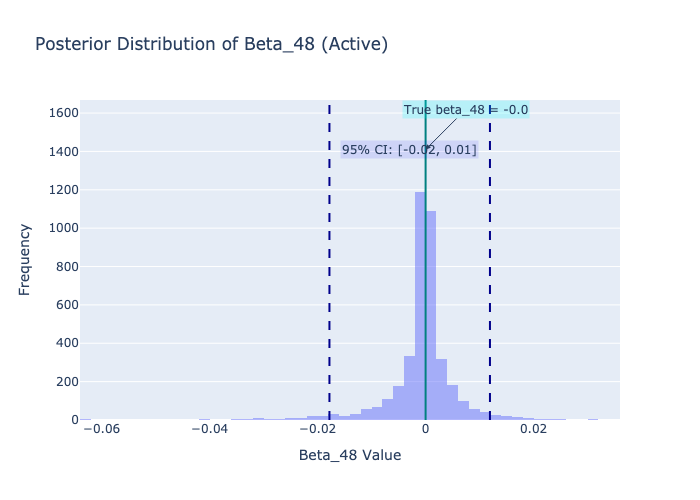 Posterior Distribution of Beta_48 (Active)
True beta_48 = -0.0
95% CI: [-0.02, 0.01]
1600
1400
1200
1000
800
600
400
200
0
Frequency
−0.06
−0.04
−0.02
0
0.02
Beta_48 Value